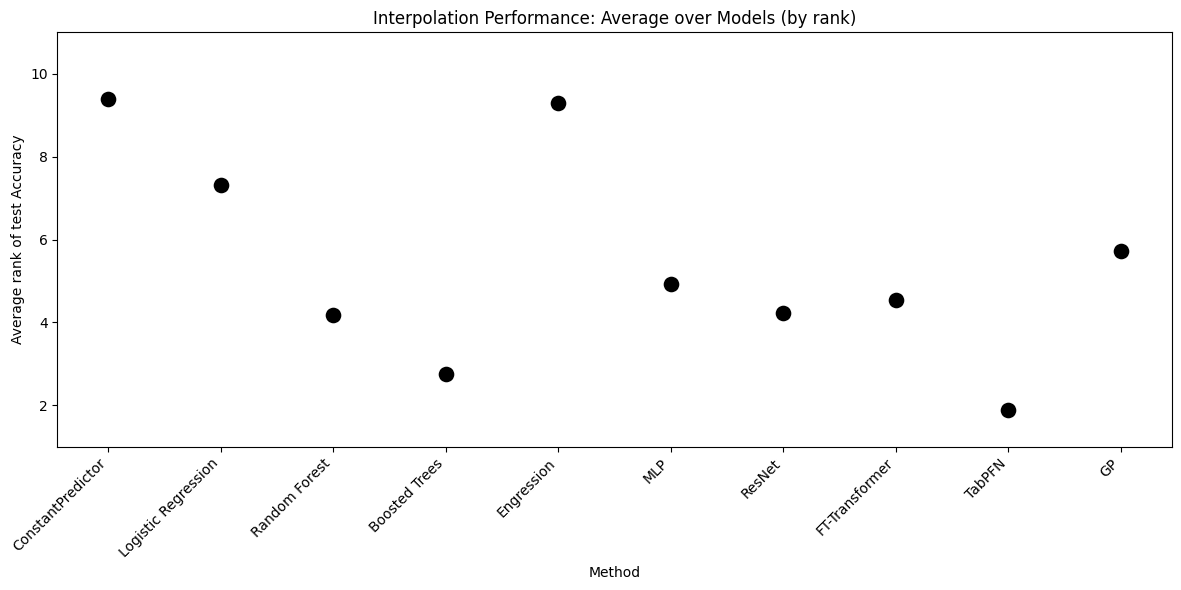 Interpolation Performance: Average over Models (by rank)
Average rank of test Accuracy
10
8
6
4
2
ConstantPredictor
Logistic Regression
Random Forest
Boosted Trees
Engression
MLP
ResNet
FT-Transformer
TabPFN
GP
Method